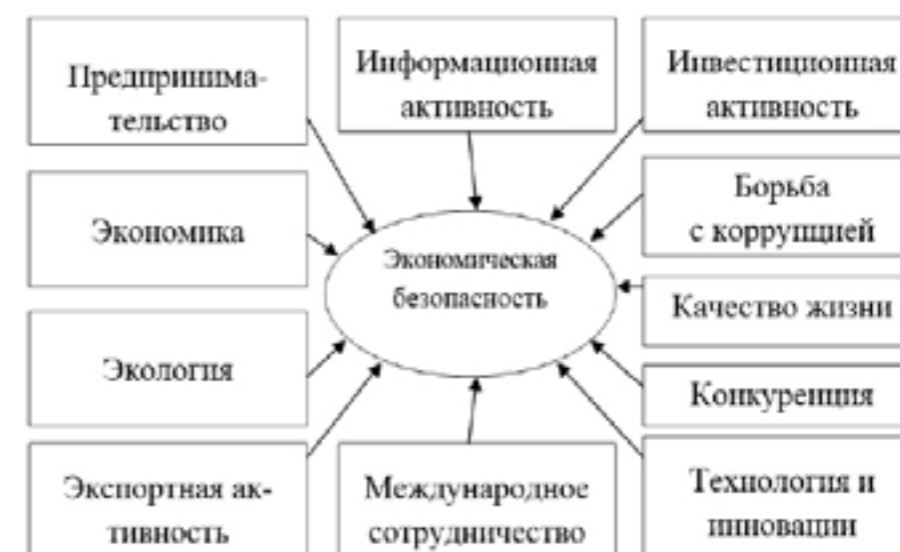 Предпринима-
тельство
Информационная
активность
Инвестиционная
активность
Экономика
Борьба
с коррупцией
Экономическая
безопасность
Качество жизни
Экология
Конкуренция
Экспортная ак-
тивность
Международное
сотрудничество
Технология и
инновации